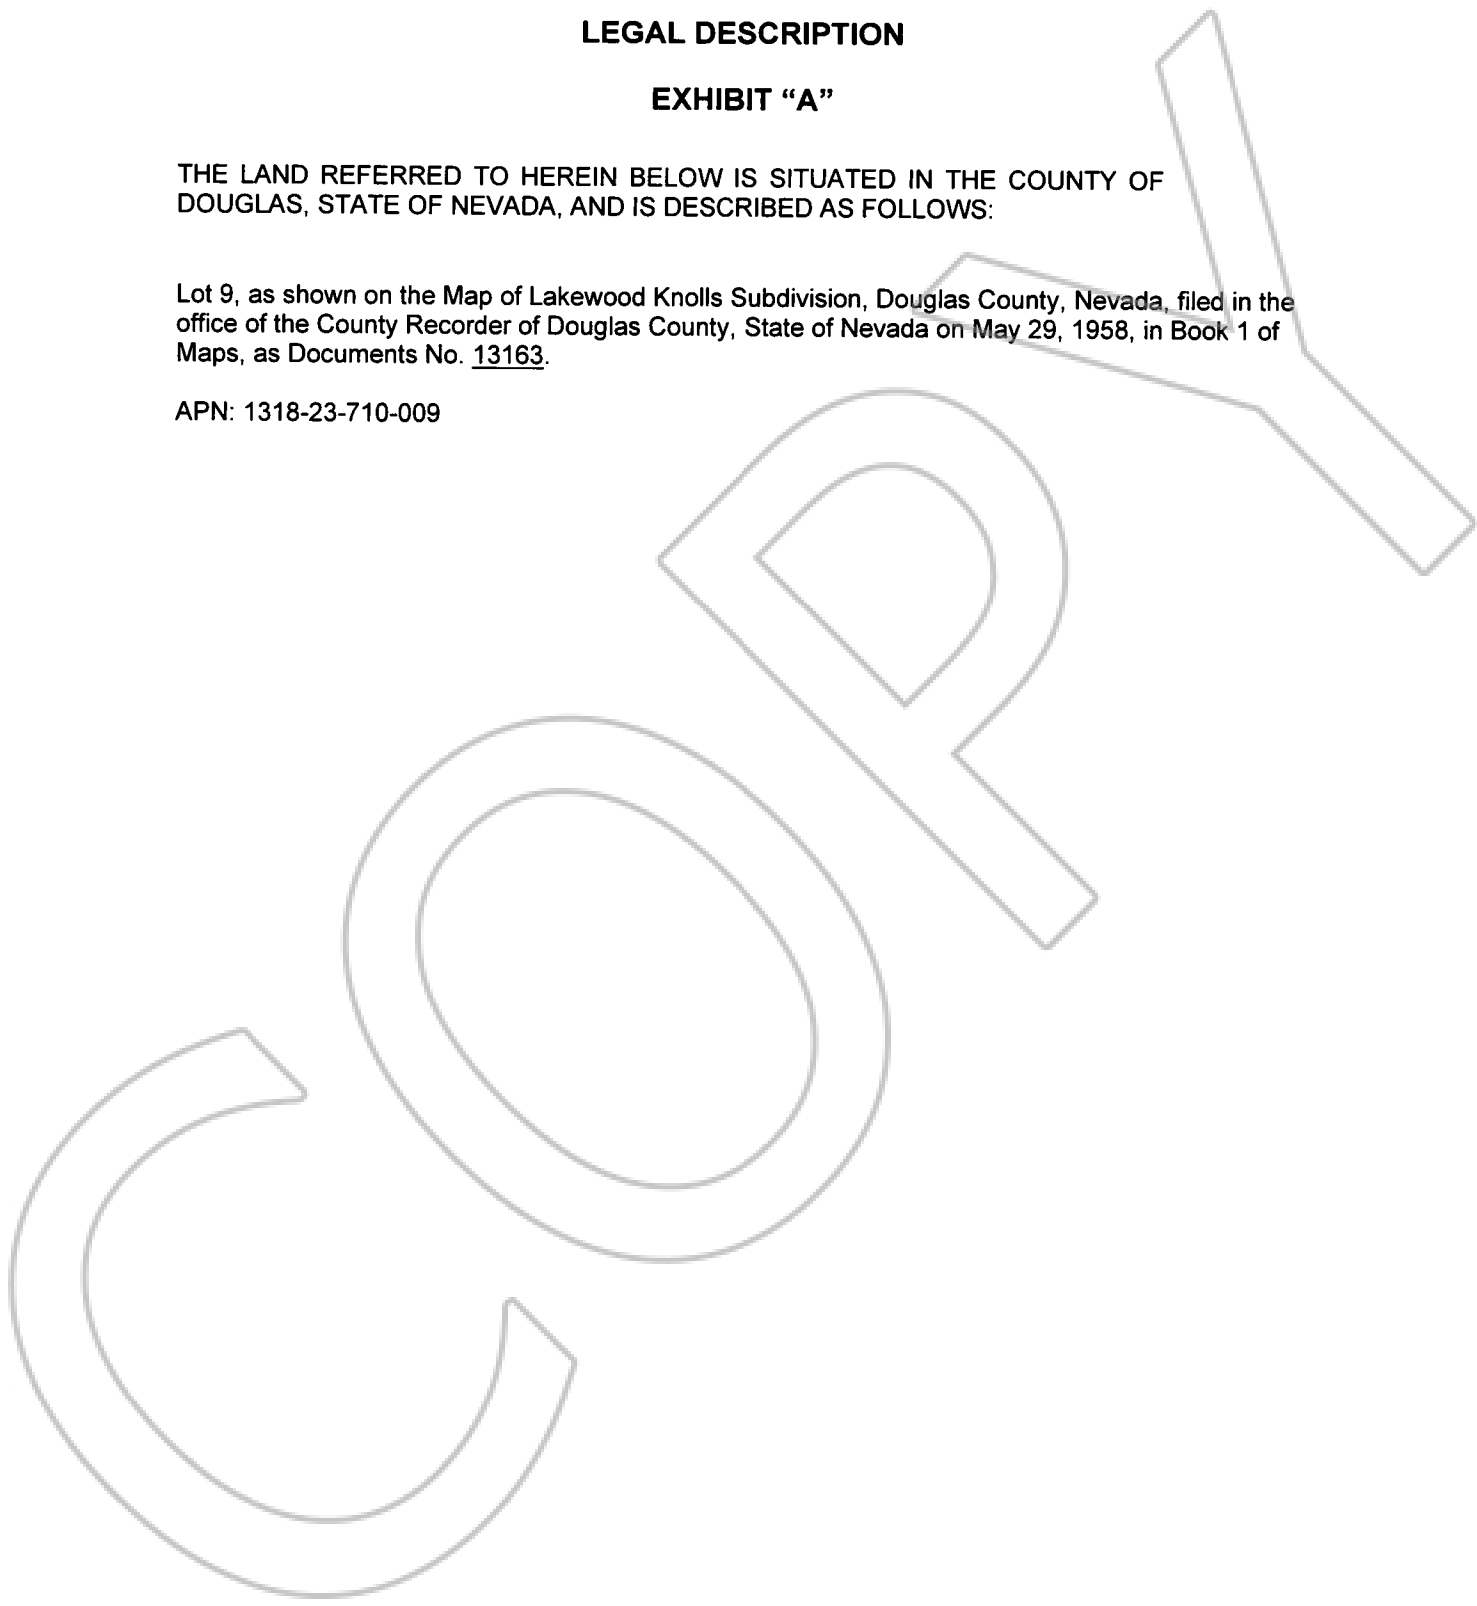 LEGAL DESCRIPTION
EXHIBIT “A”
THE LAND REFERRED TO HEREIN BELOW IS SITUATED IN THE COUNTY OF
DOUGLAS, STATE OF NEVADA, AND IS DESCRIBED AS FOLLOWS:
Lot 9, as shown on the Map of Lakewood Knolls Subdivision, Douglas County, Nevada, filed in the
office of the County Recorder of Douglas County, State of Nevada on May 29, 1958, in Book 1 of
Maps, as Documents No. 13163.
APN: 1318-23-710-009
COPY